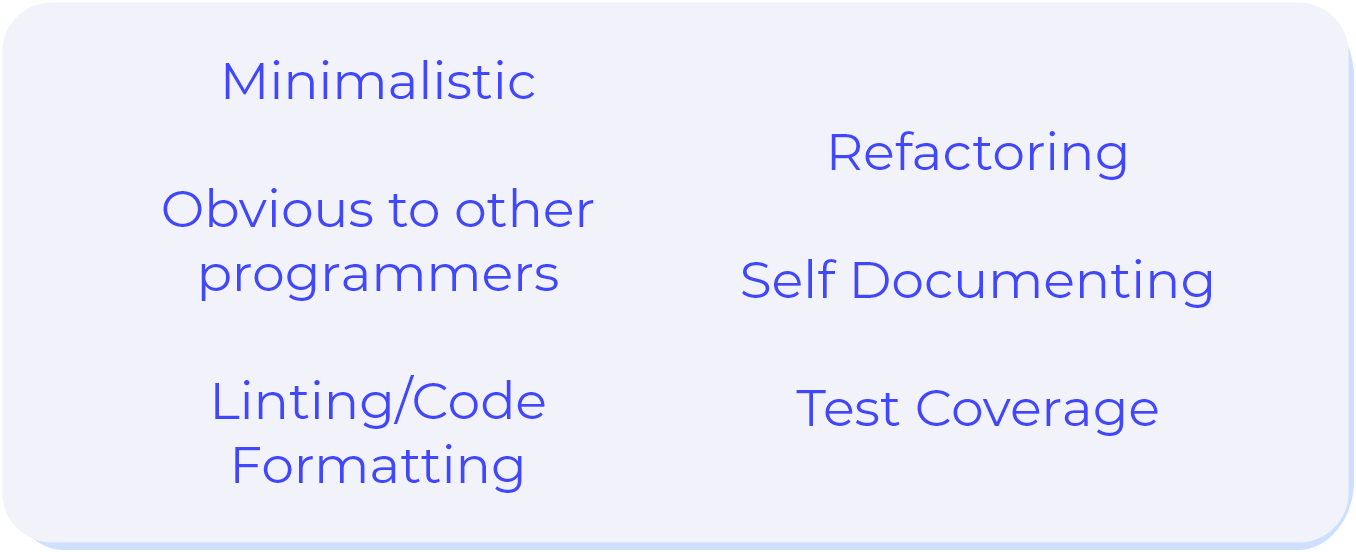 Minimalistic
Obvious to other
programmers
Linting/Code
Formatting
Refactoring
Self Documenting
Test Coverage